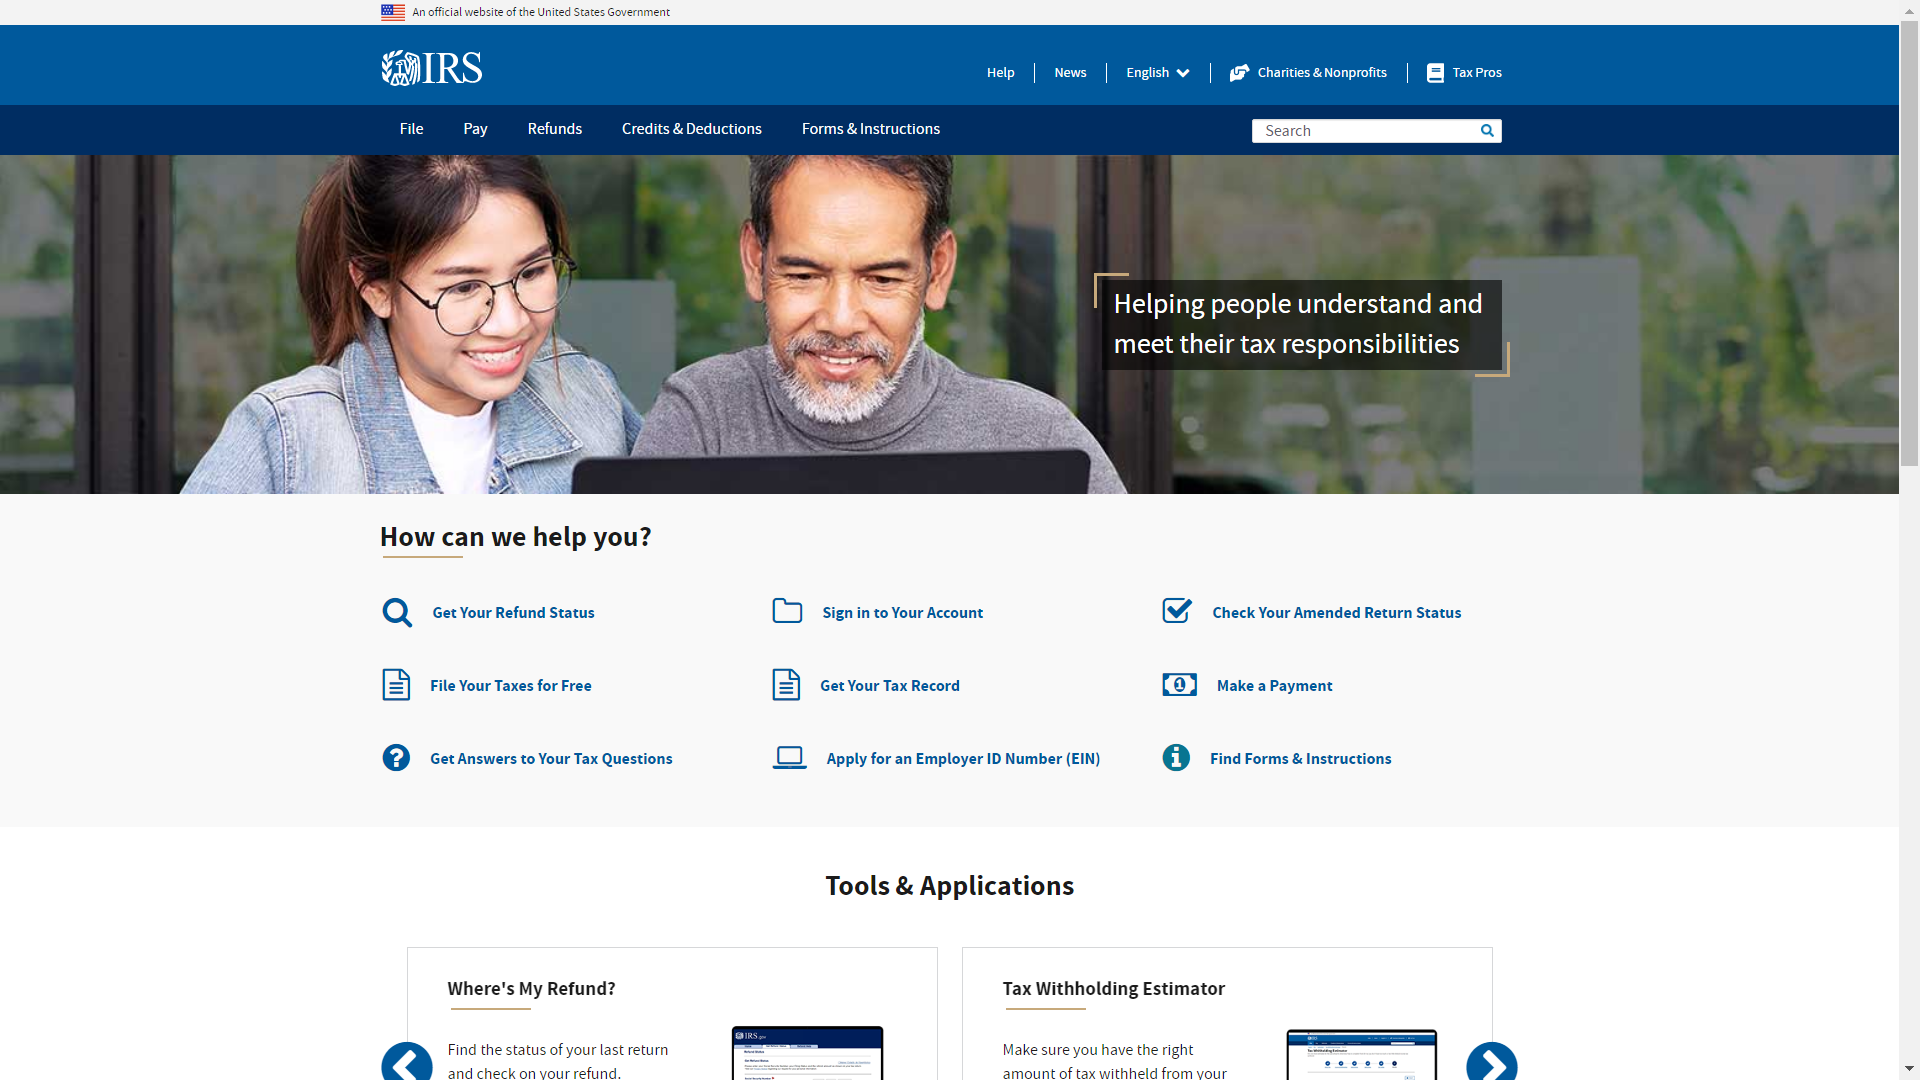 An official website of the United States Government
IRS
Help
News
English
Charities & Nonprofits
Tax Pros
File
Pay
Refunds
Credits & Deductions
Forms & Instructions
Search
Helping people understand and
meet their tax responsibilities
How can we help you?
Get Your Refund Status
Sign in to Your Account
Check Your Amended Return Status
File Your Taxes for Free
Get Your Tax Record
Make a Payment
Get Answers to Your Tax Questions
Apply for an Employer ID Number (EIN)
Find Forms & Instructions
Tools & Applications
Where's My Refund?
Find the status of your last return
and check on your refund.
IRS.gov
Tax Withholding Estimator
Make sure you have the right
amount of tax withheld from your